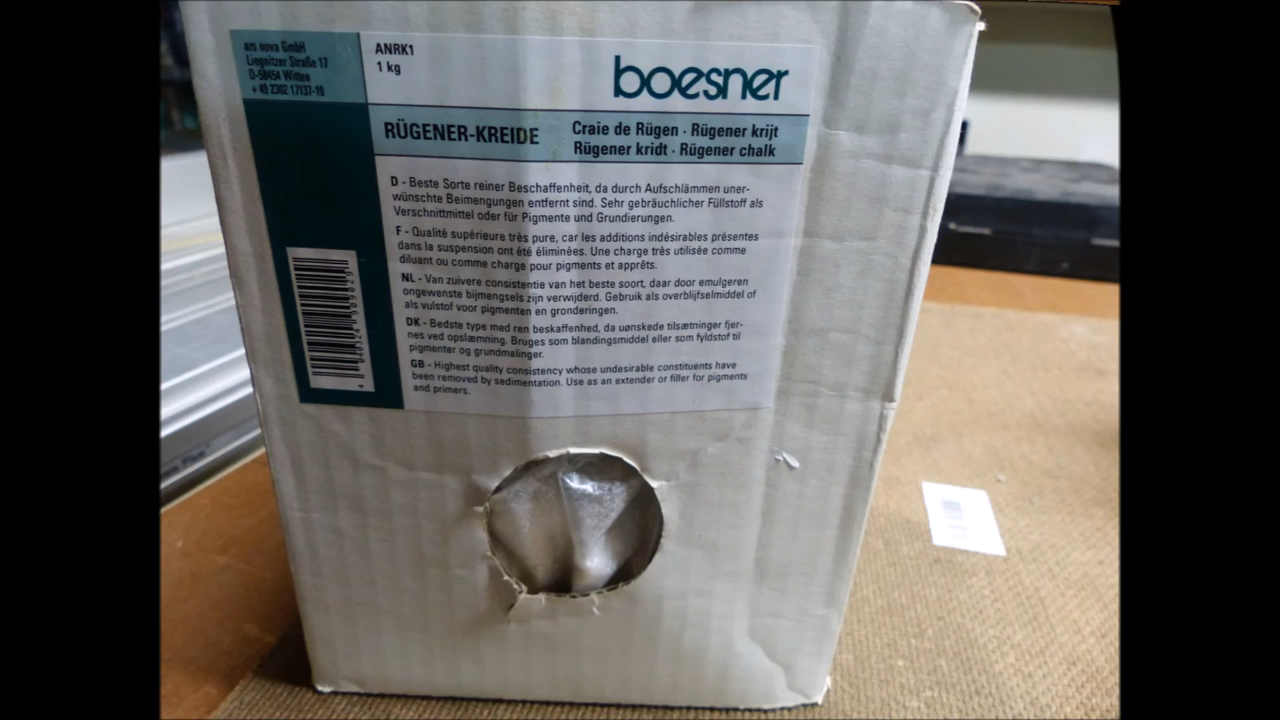 ars nova GmbH
Liegnitzer Straße 17
D-58454 Witten
+ 49 2302 17137-10
ANRK1
1 kg
boesner
RÜGENER-KREIDE
Craie de Rügen · Rügener krijt
Rügener kridt · Rügener chalk
D - Beste Sorte reiner Beschaffenheit, da durch Aufschlämmen uner-
wünschte Beimengungen entfernt sind. Sehr gebräuchlicher Füllstoff als
Verschnittmittel oder für Pigmente und Grundierungen.
F - Qualité supérieure très pure, car les additions indésirables présentes
dans la suspension ont été éliminées. Une charge très utilisée comme
diluant ou comme charge pour pigments et apprêts.
NL - Van zuivere consistentie van het beste soort, daar door emulgeren
ongewenste bijmengsels zijn verwijderd. Gebruik als overblijfselmiddel of
als vulstof voor pigmenten en gronderingen.
DK - Bedste type med ren beskaffenhed, da uønskede tilsætninger fjer-
nes ved opslæmning. Bruges som blandingsmiddel eller som fyldstof til
pigmenter og grundmalinger.
GB - Highest quality consistency whose undesirable constituents have
been removed by sedimentation. Use as an extender or filler for pigments
and primers.